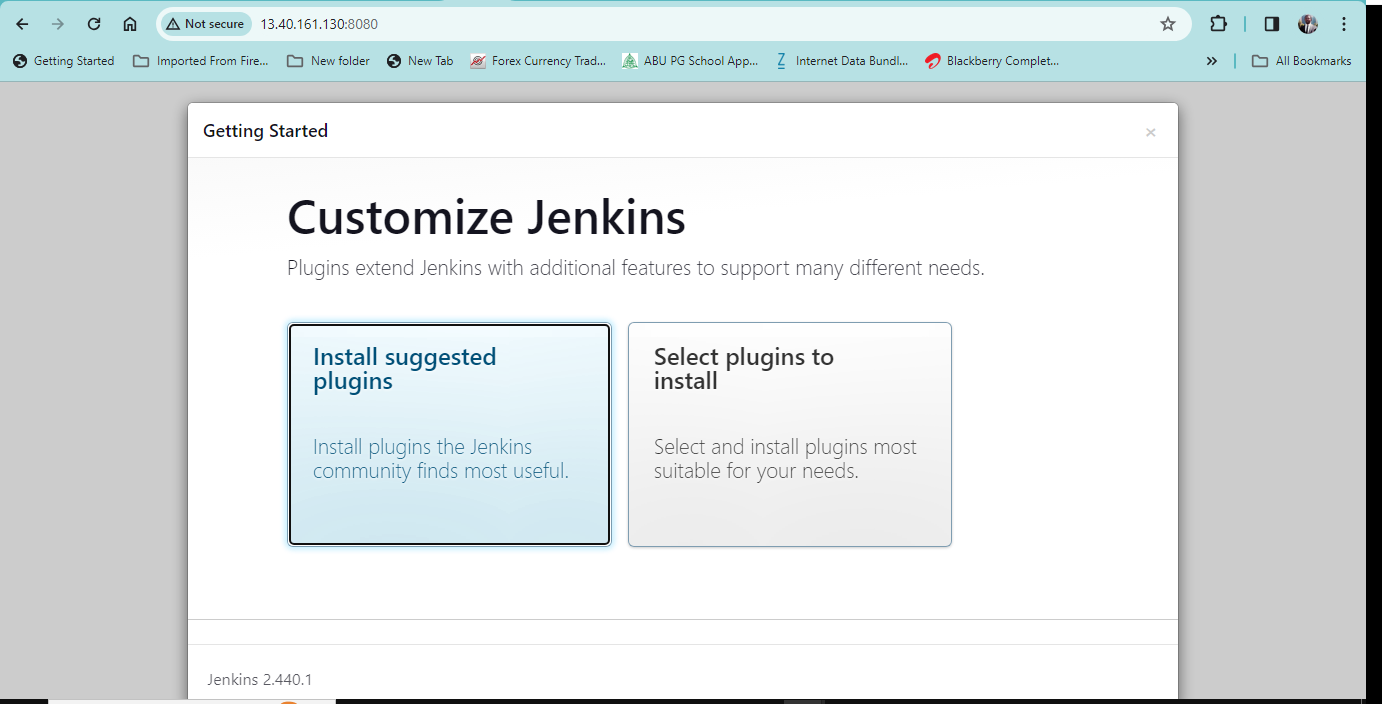 Not secure 13.40.161.130:8080
Getting Started Imported From Fire... New folder New Tab Forex Currency Trad... ABU PG School App... Internet Data Bundl... Blackberry Complet... » All Bookmarks
Getting Started ×
Customize Jenkins
Plugins extend Jenkins with additional features to support many different needs.
Install suggested
plugins
Install plugins the Jenkins
community finds most useful.
Select plugins to
install
Select and install plugins most
suitable for your needs.
Jenkins 2.440.1